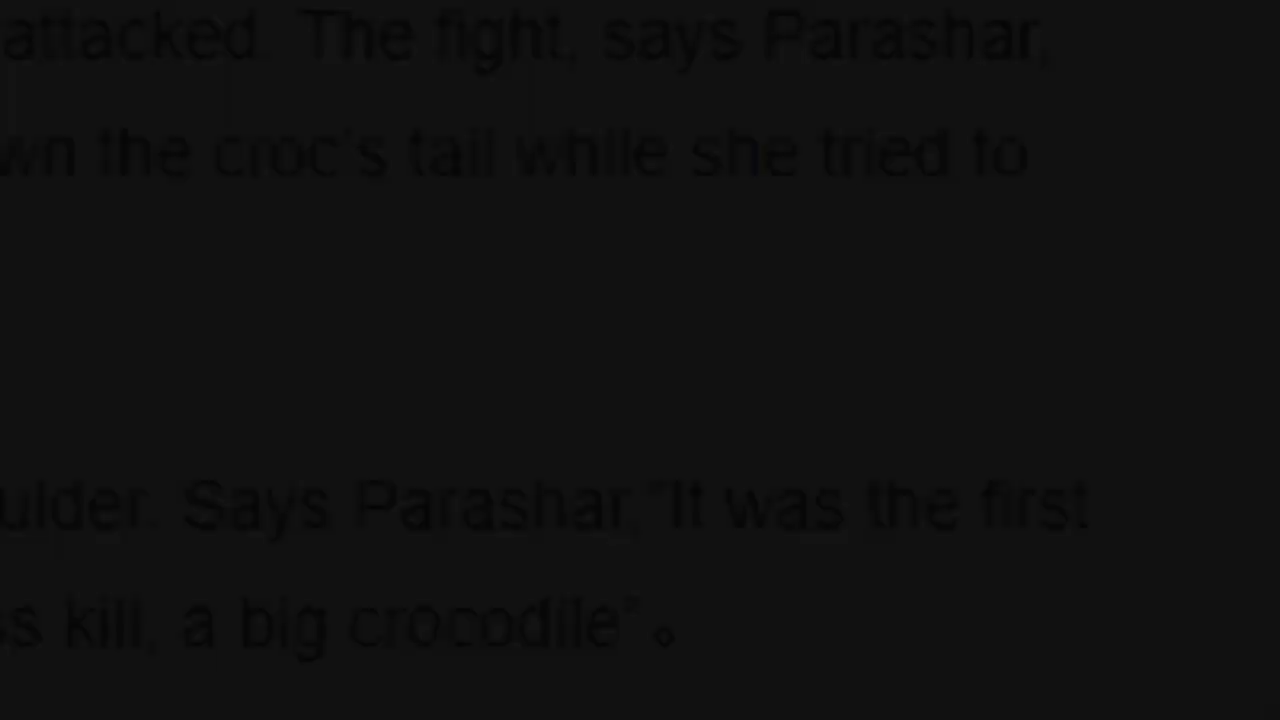 attacked. The fight, says Parashar,
wn the croc's tail while she tried to
ulder. Says Parashar,"It was the first
ss kill, a big crocodile"。